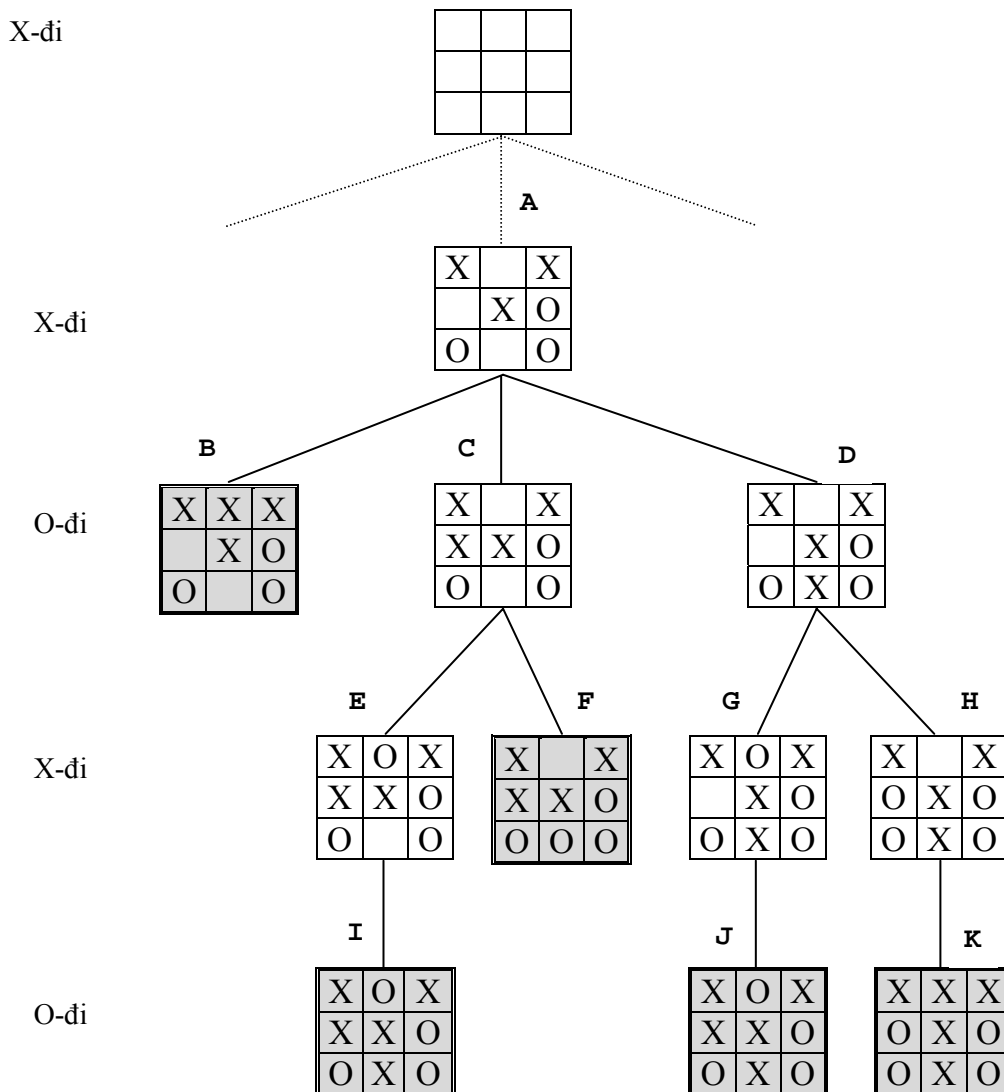 X-đi
A
X X
X-đi
X O
O O
B C D
X X X X X X X
O-đi
X O X X O X O
O O O O O X O
E F G H
X O X X X X O X X X
X-đi
X X O X X O X O O X O
O O O O O O X O O X O
I J K
X O X X O X X X X
O-đi
X X O X X O O X O
O X O O X O O X O